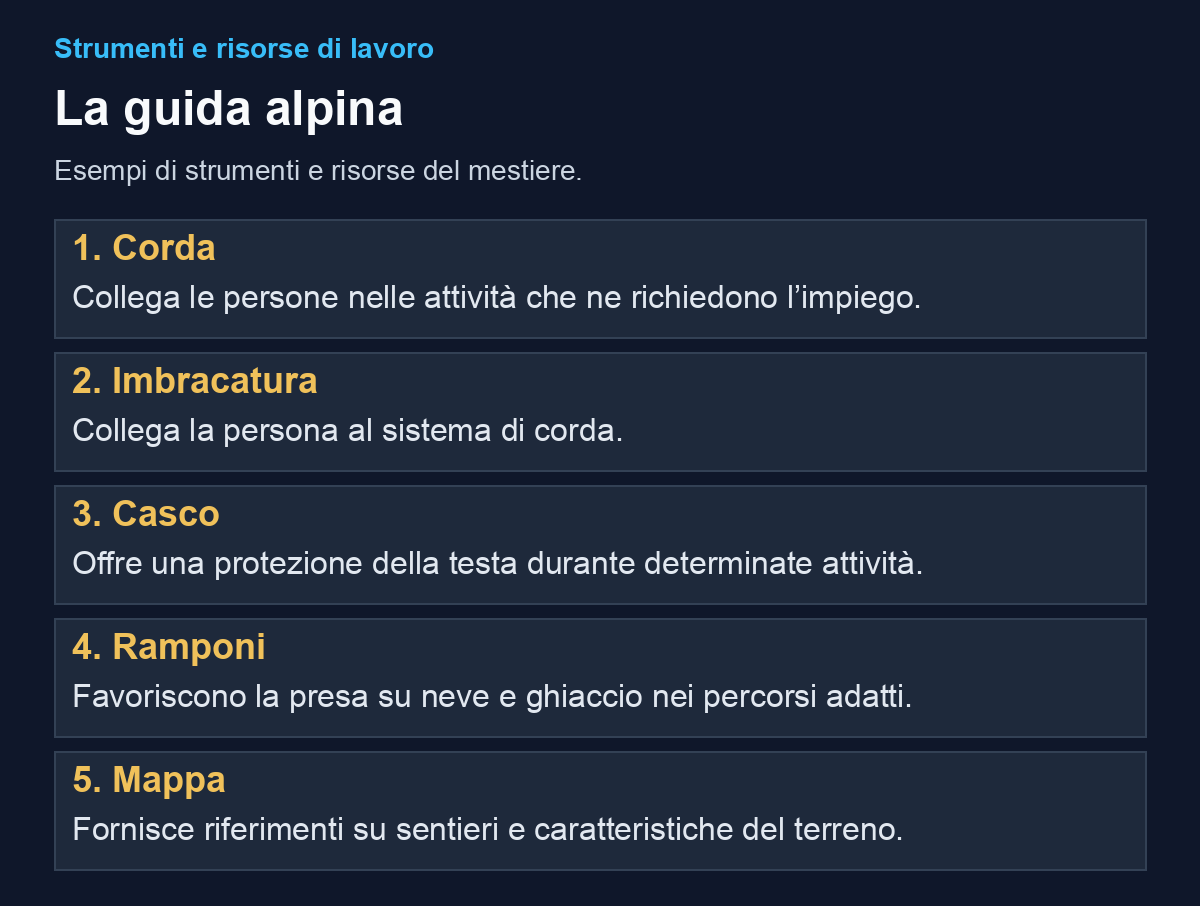 Strumenti e risorse di lavoro
La guida alpina
Esempi di strumenti e risorse del mestiere.
1. Corda
Collega le persone nelle attività che ne richiedono l’impiego.
2. Imbracatura
Collega la persona al sistema di corda.
3. Casco
Offre una protezione della testa durante determinate attività.
4. Ramponi
Favoriscono la presa su neve e ghiaccio nei percorsi adatti.
5. Mappa
Fornisce riferimenti su sentieri e caratteristiche del terreno.